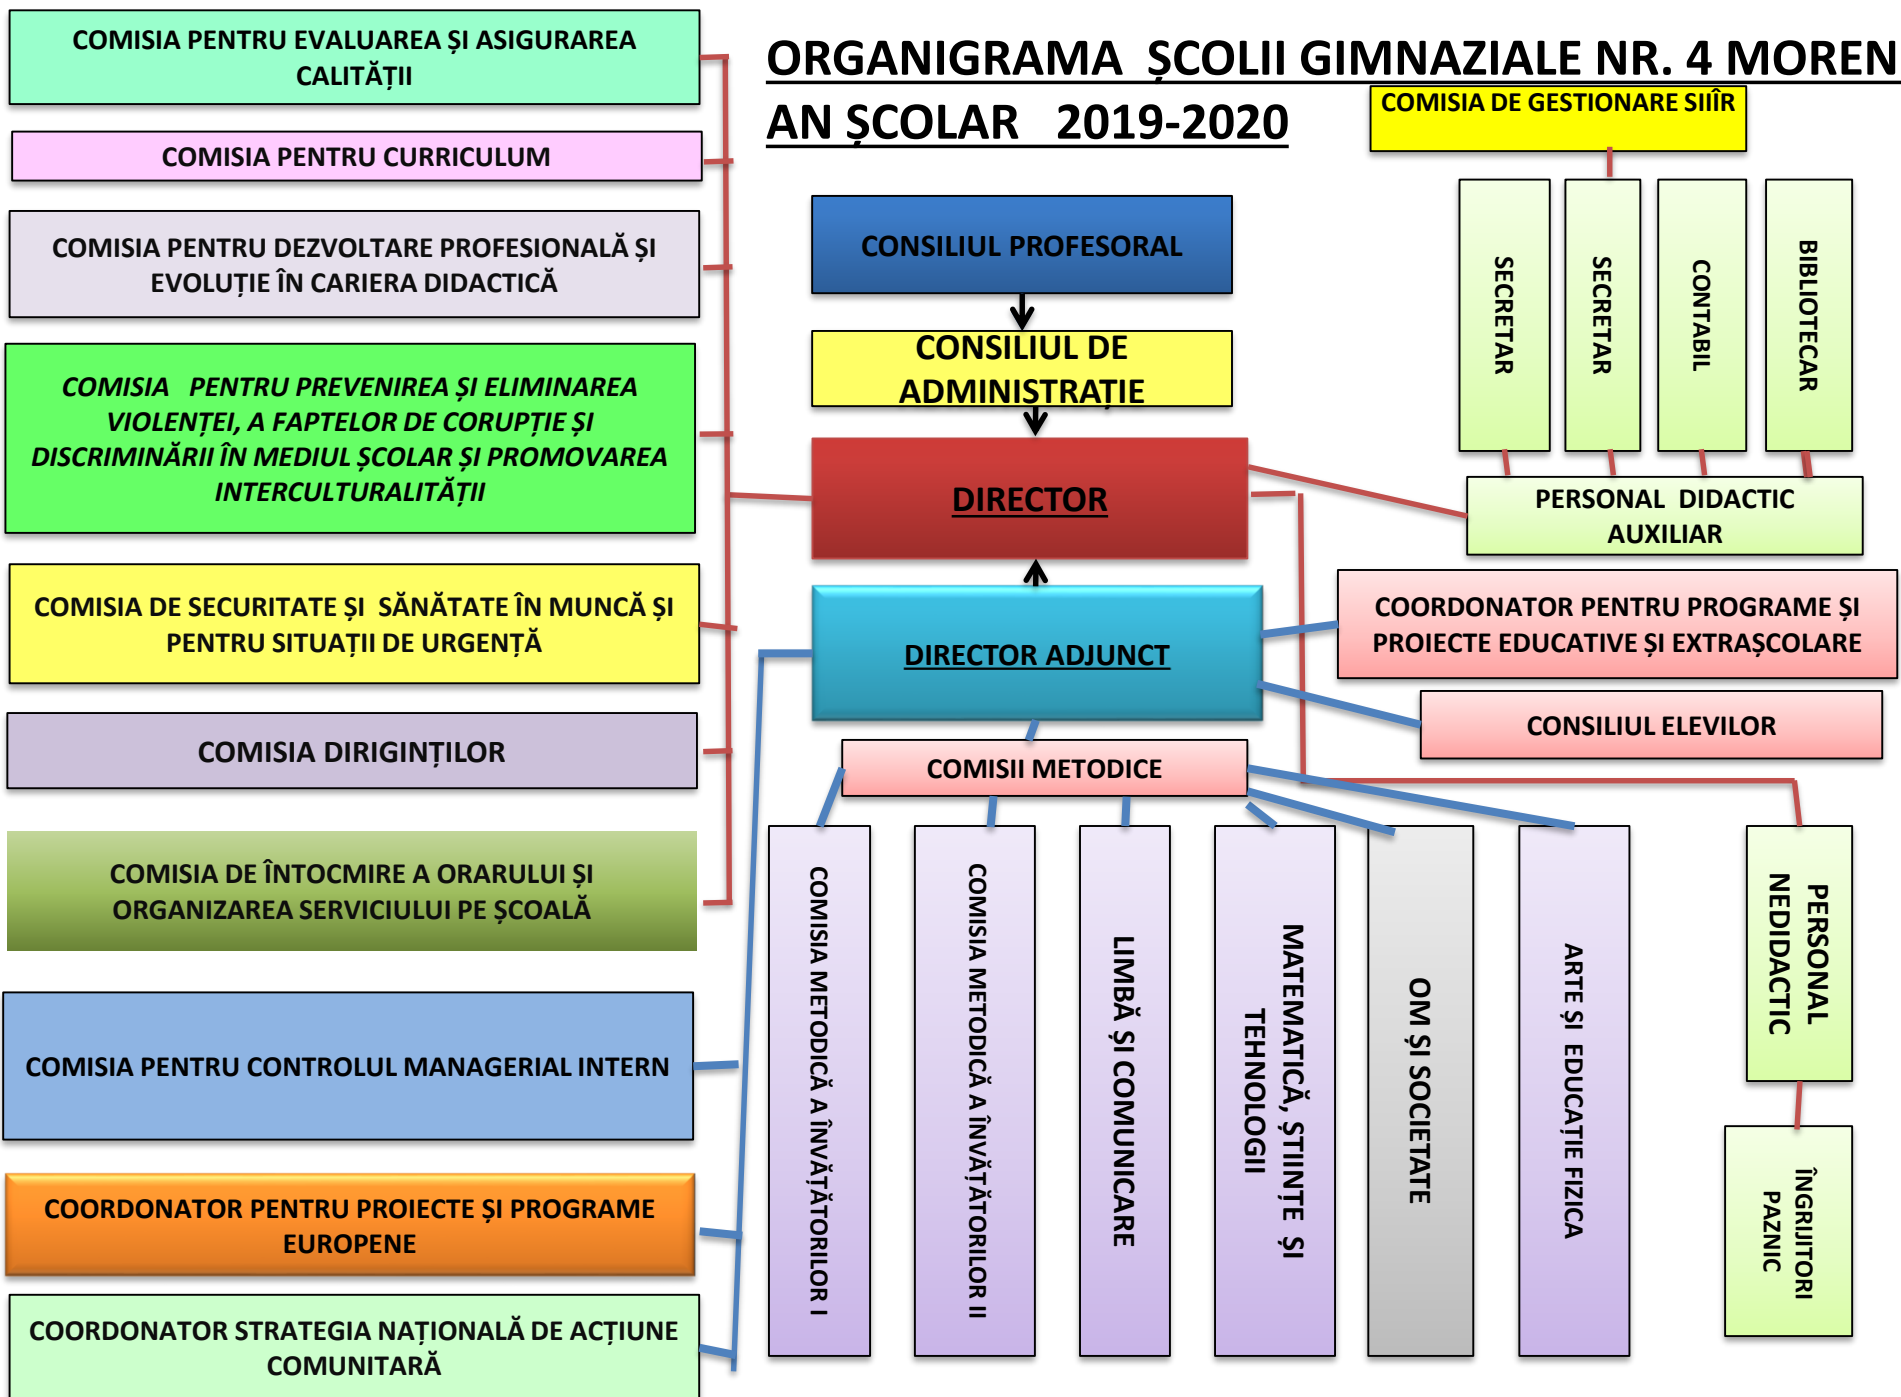 ORGANIGRAMA ȘCOLII GIMNAZIALE NR. 4 MOREN
AN ȘCOLAR 2019-2020
COMISIA PENTRU EVALUAREA ȘI ASIGURAREA
CALITĂȚII
COMISIA PENTRU CURRICULUM
COMISIA PENTRU DEZVOLTARE PROFESIONALĂ ȘI
EVOLUȚIE ÎN CARIERA DIDACTICĂ
COMISIA PENTRU PREVENIREA ȘI ELIMINAREA
VIOLENȚEI, A FAPTELOR DE CORUPȚIE ȘI
DISCRIMINĂRII ÎN MEDIUL ȘCOLAR ȘI PROMOVAREA
INTERCULTURALITĂȚII
COMISIA DE SECURITATE ȘI SĂNĂTATE ÎN MUNCĂ ȘI
PENTRU SITUAȚII DE URGENȚĂ
COMISIA DIRIGINȚILOR
COMISIA DE ÎNTOCMIRE A ORARULUI ȘI
ORGANIZAREA SERVICIULUI PE ȘCOALĂ
COMISIA PENTRU CONTROLUL MANAGERIAL INTERN
COORDONATOR PENTRU PROIECTE ȘI PROGRAME
EUROPENE
COORDONATOR STRATEGIA NAȚIONALĂ DE ACȚIUNE
COMUNITARĂ
CONSILIUL PROFESORAL
CONSILIUL DE
ADMINISTRAȚIE
DIRECTOR
DIRECTOR ADJUNCT
COMISII METODICE
COMISIA METODICĂ A ÎNVĂȚĂTORILOR I
COMISIA METODICĂ A ÎNVĂȚĂTORILOR II
LIMBĂ ȘI COMUNICARE
MATEMATICĂ, ȘTIINȚE ȘI
TEHNOLOGII
OM ȘI SOCIETATE
ARTE ȘI EDUCAȚIE FIZICA
COMISIA DE GESTIONARE SIIÎR
SECRETAR
SECRETAR
CONTABIL
BIBLIOTECAR
PERSONAL DIDACTIC
AUXILIAR
COORDONATOR PENTRU PROGRAME ȘI
PROIECTE EDUCATIVE ȘI EXTRAȘCOLARE
CONSILIUL ELEVILOR
PERSONAL
NEDIDACTIC
ÎNGRIJITORI
PAZNIC